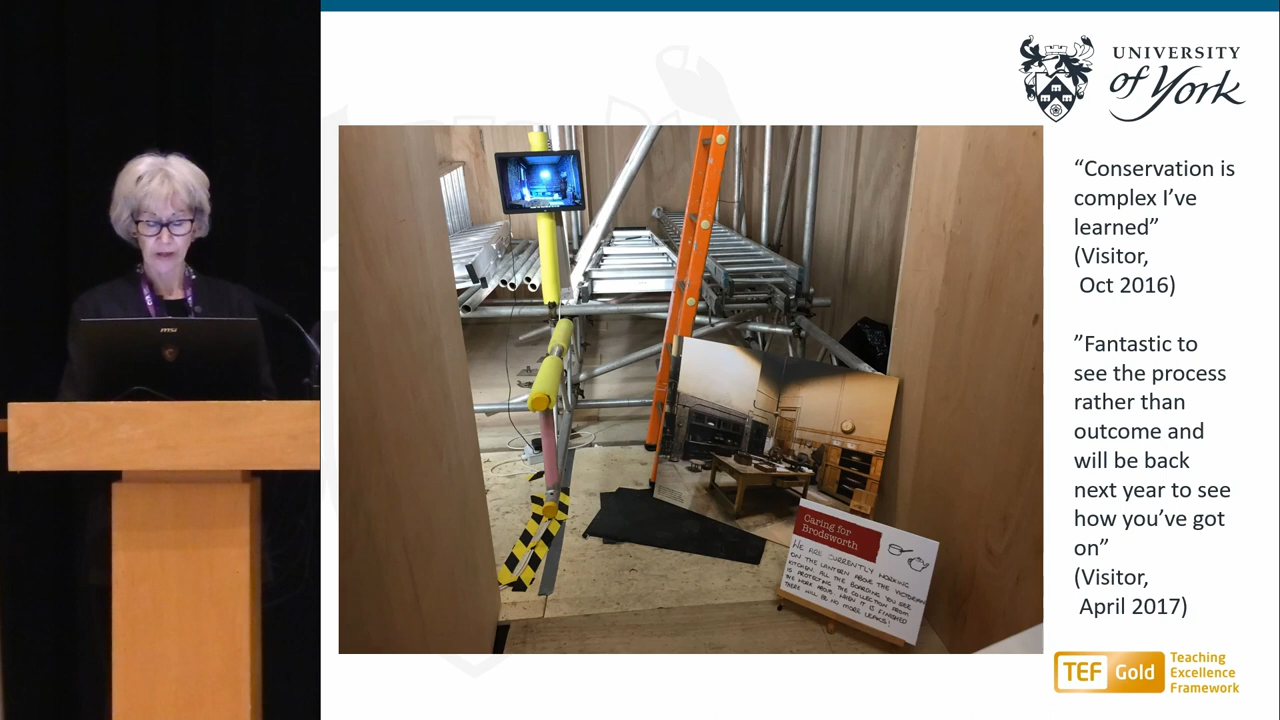 UNIVERSITY
of York
“Conservation is
complex I’ve
learned”
(Visitor,
Oct 2016)
”Fantastic to
see the process
rather than
outcome and
will be back
next year to see
how you’ve got
on”
(Visitor,
April 2017)
Caring for
Brodsworth
WE ARE CURRENTLY WORKING
ON THE LANTERN ABOVE THE VICTORIAN
KITCHEN. ALL THE BOARDING YOU SEE
IS PROTECTING THE COLLECTION FROM
THE WORK ABOVE. WHEN IT IS FINISHED
THERE WILL BE NO MORE LEAKS!
msi
TEF Gold
Teaching
Excellence
Framework